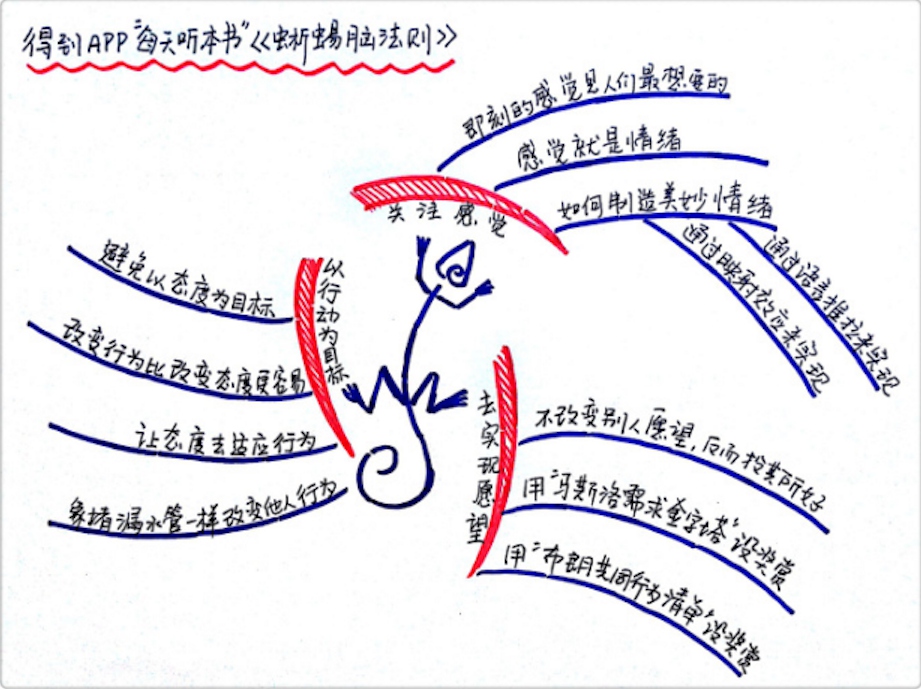 得到APP“每天听本书”《蜥蜴脑法则》
关注感觉
即刻的感觉是人们最想要的
感觉就是情绪
如何制造美妙情绪
通过映射效应来实现
通过语言推拉来实现
以行动为目标
避免以态度为目标
改变行为比改变态度更容易
让态度去适应行为
象堵漏水管一样改变他人行为
去实现愿望
不改变别人愿望，反而投其所好
用“马斯洛需求金字塔”设奖赏
用“布朗共同行为清单”设奖赏